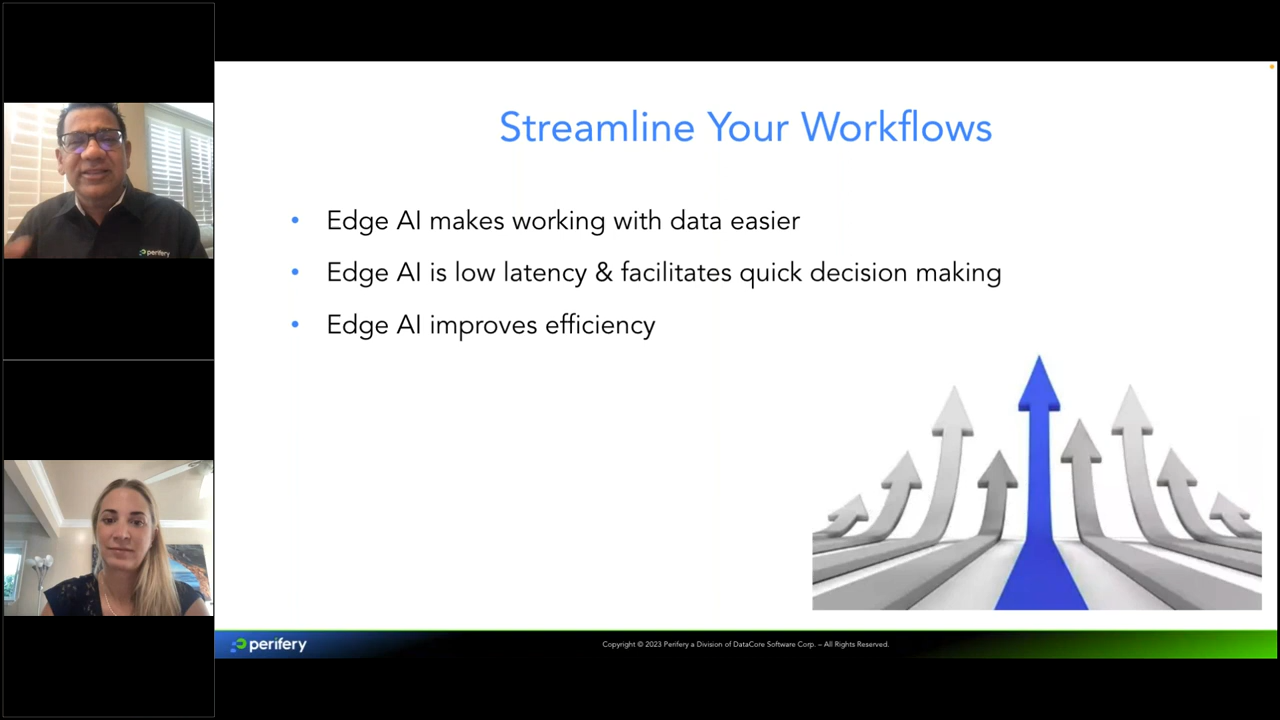 Streamline Your Workflows
• Edge AI makes working with data easier
• Edge AI is low latency & facilitates quick decision making
• Edge AI improves efficiency
perifery
perifery
Copyright © 2023 Perifery a Division of DataCore Software Corp. – All Rights Reserved.